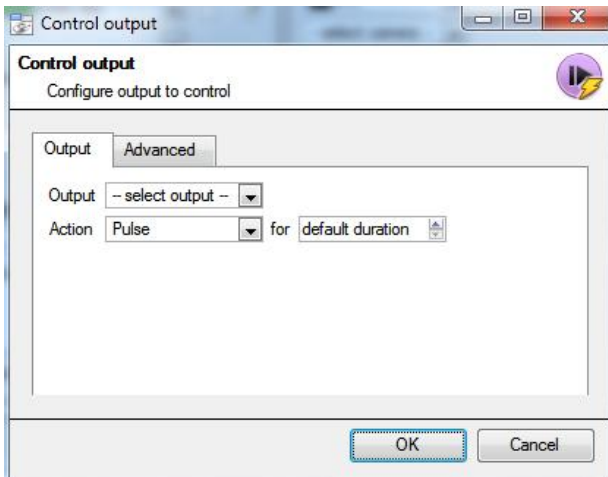 Control output
Control output
Configure output to control
Output Advanced
Output -- select output --
Action Pulse for default duration
OK Cancel